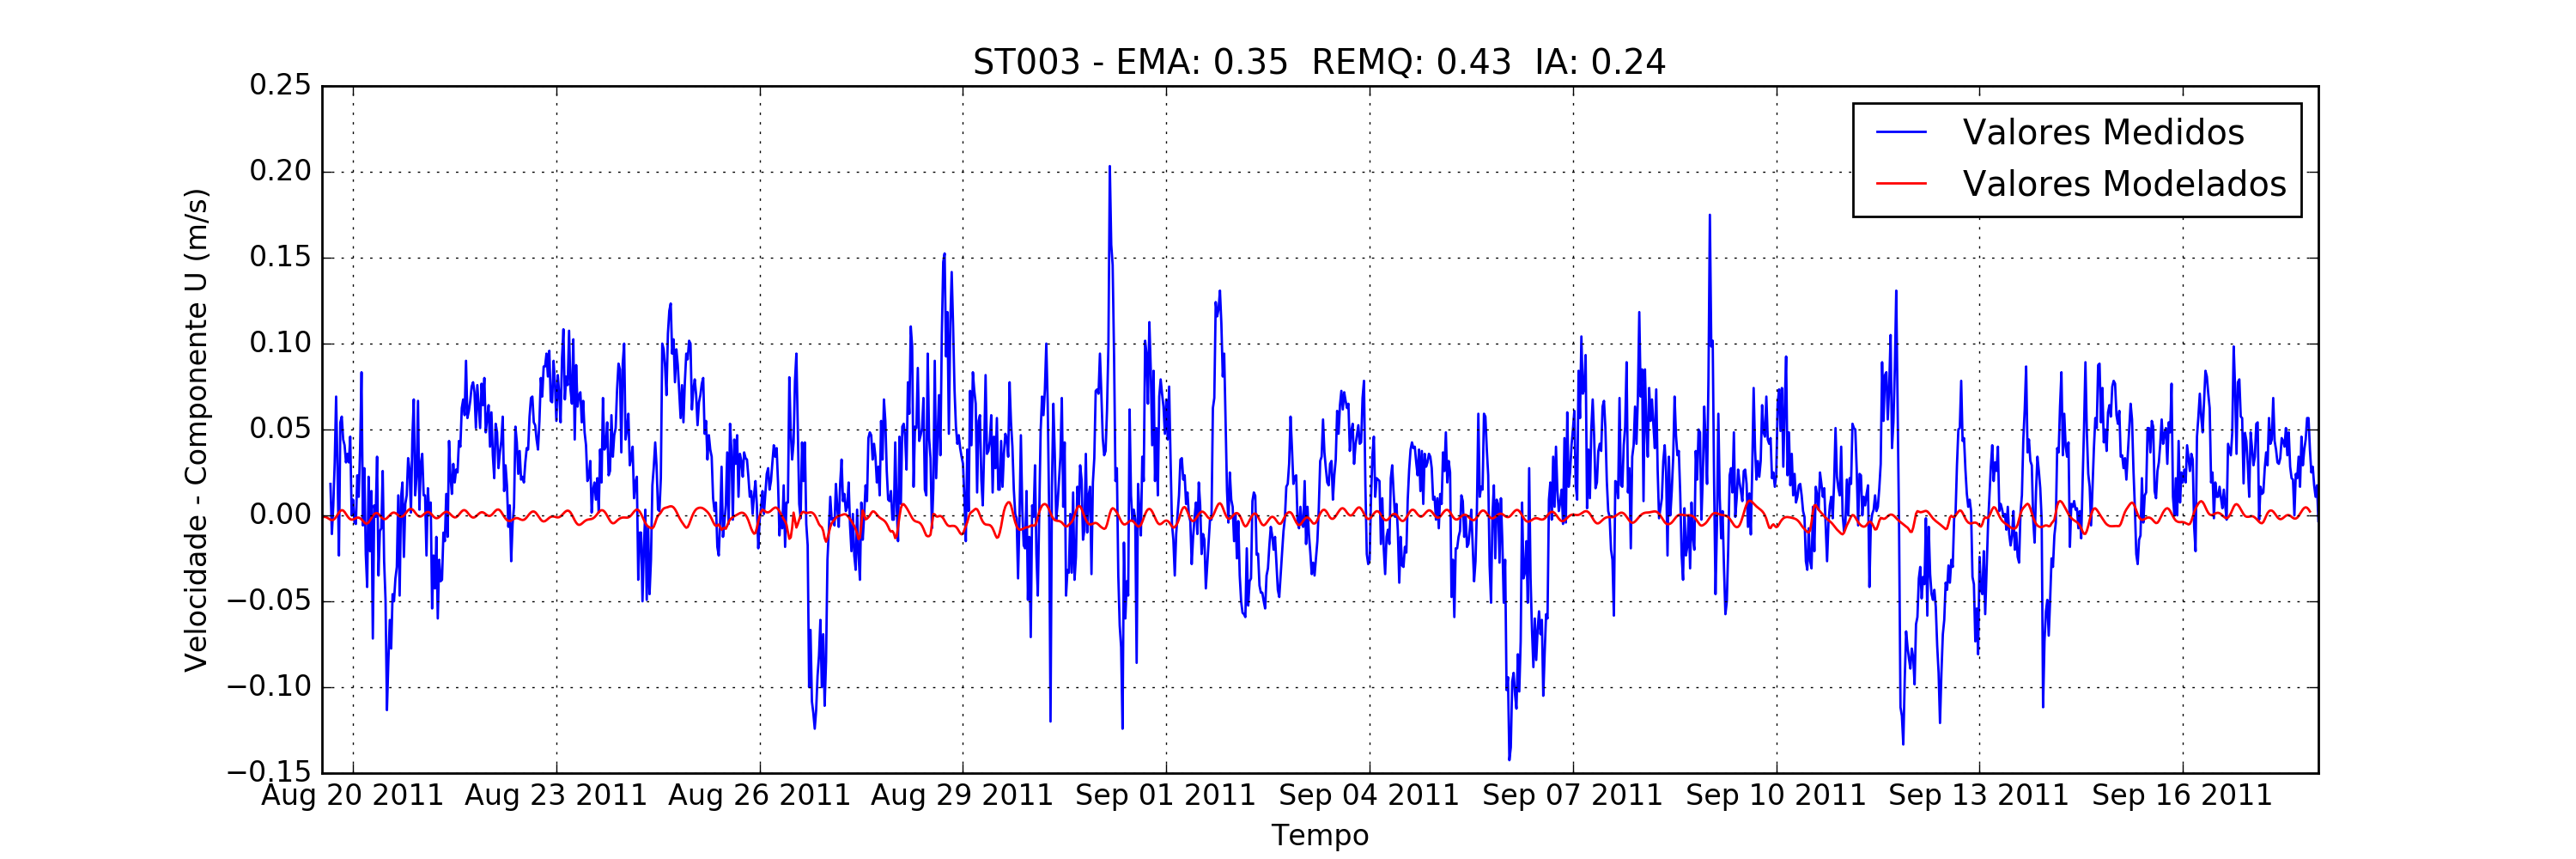 ST003 - EMA: 0.35  REMQ: 0.43  IA: 0.24
Valores Medidos
Valores Modelados
Velocidade - Componente U (m/s)
0.25
0.20
0.15
0.10
0.05
0.00
−0.05
−0.10
−0.15
Aug 20 2011 Aug 23 2011 Aug 26 2011 Aug 29 2011 Sep 01 2011 Sep 04 2011 Sep 07 2011 Sep 10 2011 Sep 13 2011 Sep 16 2011
Tempo